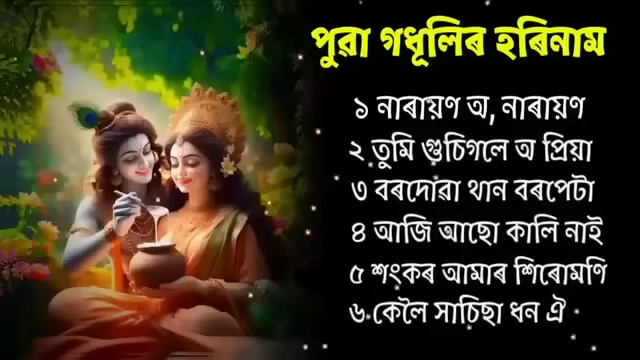 পুৱা গধূলিৰ হৰিনাম
১ নাৰায়ণ অ, নাৰায়ণ
২ তুমি গুচিগলে অ প্ৰিয়া
৩ বৰদোৱা থান বৰপেটা
৪ আজি আছো কালি নাই
৫ শংকৰ আমাৰ শিৰোমণি
৬ কেলৈ সাচিছা ধন ঐ